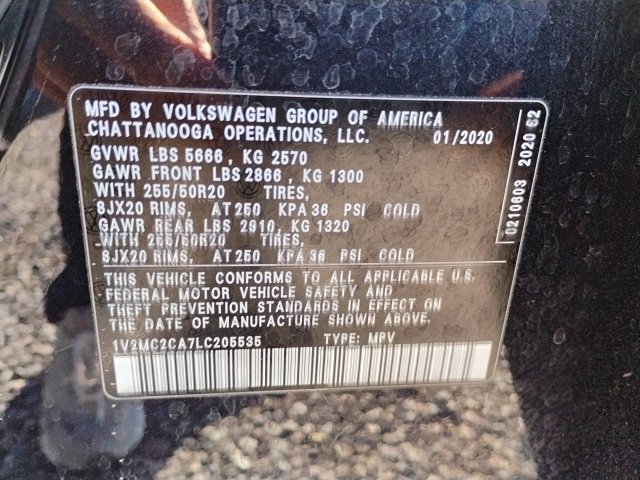 MFD BY VOLKSWAGEN GROUP OF AMERICA
CHATTANOOGA OPERATIONS, LLC. 01/2020
GVWR LBS 5666 , KG 2570
GAWR FRONT LBS 2866 , KG 1300
WITH 255/50R20 TIRES,
8JX20 RIMS, AT 250 KPA 36 PSI COLD
GAWR REAR LBS 2910, KG 1320
WITH 255/50R20 TIRES,
8JX20 RIMS, AT 250 KPA 36 PSI COLD
THIS VEHICLE CONFORMS TO ALL APPLICABLE U.S.
FEDERAL MOTOR VEHICLE SAFETY AND
THEFT PREVENTION STANDARDS IN EFFECT ON
THE DATE OF MANUFACTURE SHOWN ABOVE.
1V2MC2CA7LC205535 TYPE: MPV
0210603 2020 52